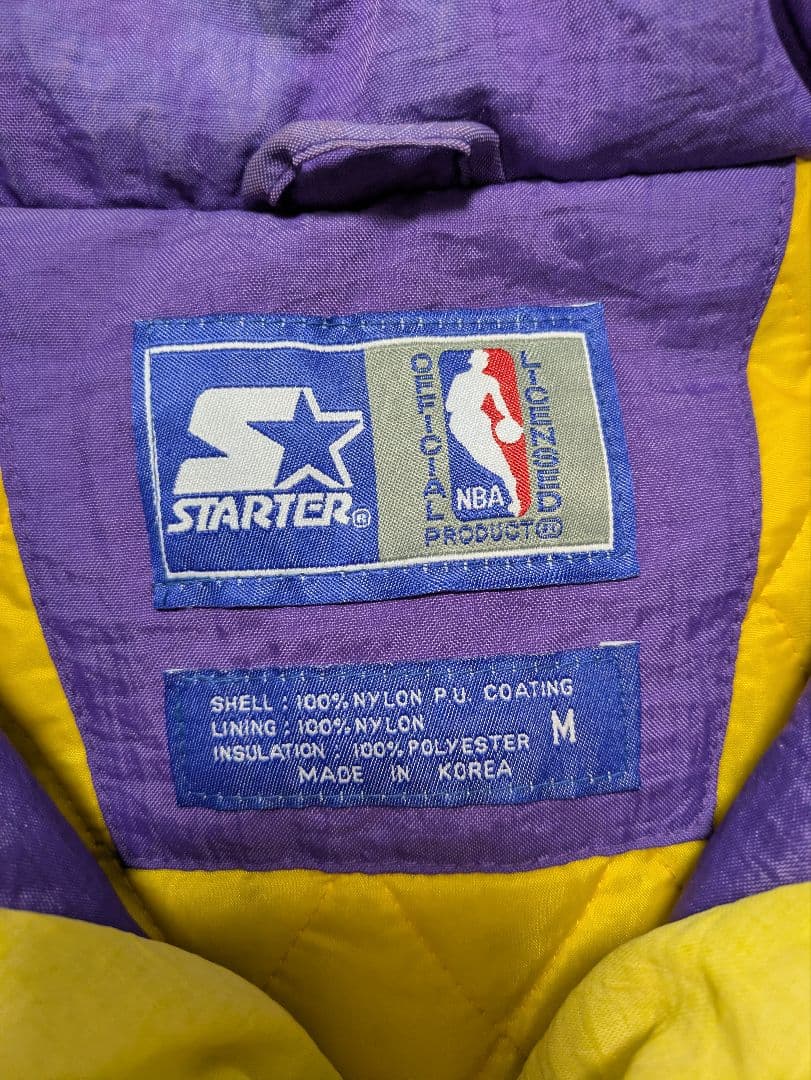 STARTER®
OFFICIAL
LICENSED
NBA
PRODUCT
SHELL : 100% NYLON P.U. COATING
LINING : 100% NYLON
INSULATION : 100% POLYESTER
M
MADE IN KOREA